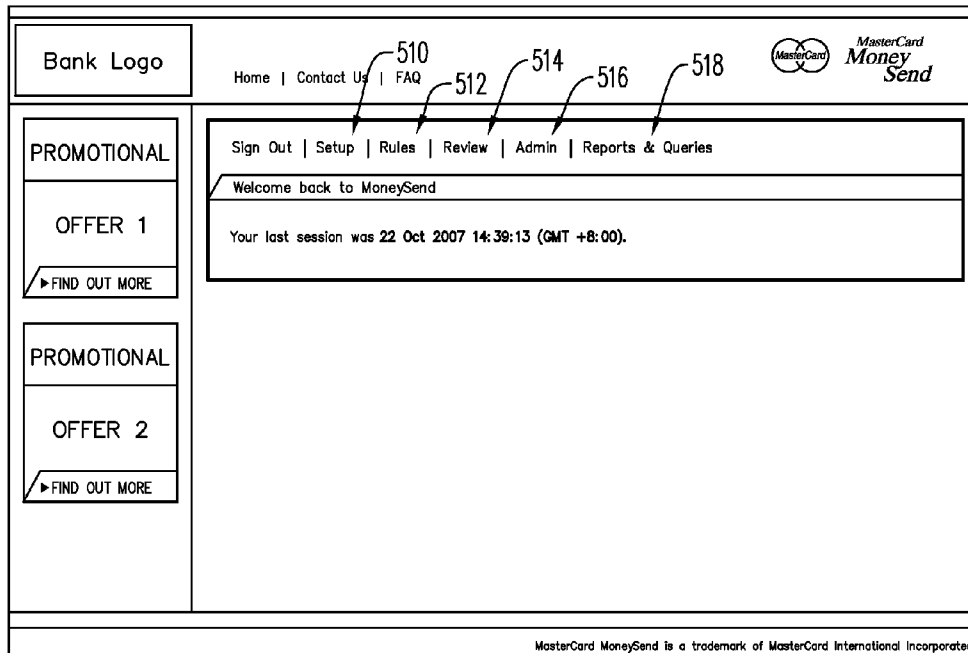 Bank Logo
Home | Contact Us | FAQ
510
512
514
516
518
MasterCard
MasterCard
Money
Send
Sign Out | Setup | Rules | Review | Admin | Reports & Queries
Welcome back to MoneySend
Your last session was 22 Oct 2007 14:39:13 (GMT +8:00).
PROMOTIONAL
OFFER 1
▶FIND OUT MORE
PROMOTIONAL
OFFER 2
▶FIND OUT MORE
MasterCard MoneySend is a trademark of MasterCard International Incorporate